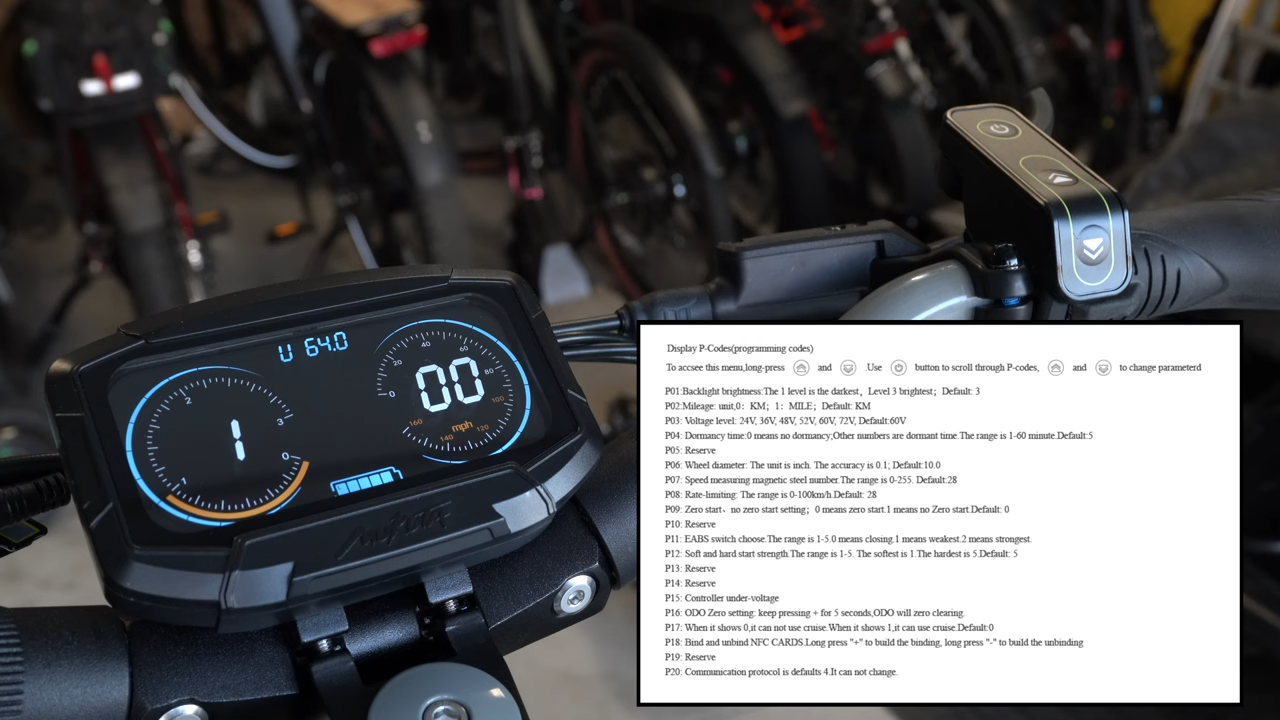 U 64.0
2
3
1
0
1
0
20
40
60
80
100
120
140
160
00
mph
Display P-Codes(programming codes)
To accsee this menu,long-press and .Use button to scroll through P-codes, and to change parameterd
P01:Backlight brightness:The 1 level is the darkest, Level 3 brightest; Default: 3
P02:Mileage: unit,0: KM; 1: MILE; Default: KM
P03: Voltage level: 24V, 36V, 48V, 52V, 60V, 72V, Default:60V
P04: Dormancy time:0 means no dormancy;Other numbers are dormant time.The range is 1-60 minute.Default:5
P05: Reserve
P06: Wheel diameter: The unit is inch. The accuracy is 0.1; Default:10.0
P07: Speed measuring magnetic steel number.The range is 0-255. Default:28
P08: Rate-limiting: The range is 0-100km/h.Default: 28
P09: Zero start、no zero start setting; 0 means zero start.1 means no Zero start.Default: 0
P10: Reserve
P11: EABS switch choose.The range is 1-5.0 means closing.1 means weakest.2 means strongest.
P12: Soft and hard start strength.The range is 1-5. The softest is 1.The hardest is 5.Default: 5
P13: Reserve
P14: Reserve
P15: Controller under-voltage
P16: ODO Zero setting: keep pressing + for 5 seconds,ODO will zero clearing.
P17: When it shows 0,it can not use cruise.When it shows 1,it can use cruise.Default:0
P18: Bind and unbind NFC CARDS.Long press "+" to build the binding, long press "-" to build the unbinding
P19: Reserve
P20: Communication protocol is defaults 4.It can not change.